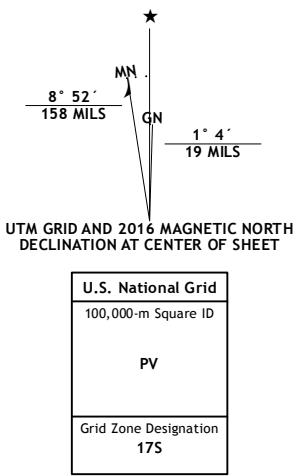 ★
MN
GN
8° 52´
158 MILS
1° 4´
19 MILS
UTM GRID AND 2016 MAGNETIC NORTH
DECLINATION AT CENTER OF SHEET
U.S. National Grid
100,000-m Square ID
PV
Grid Zone Designation
17S